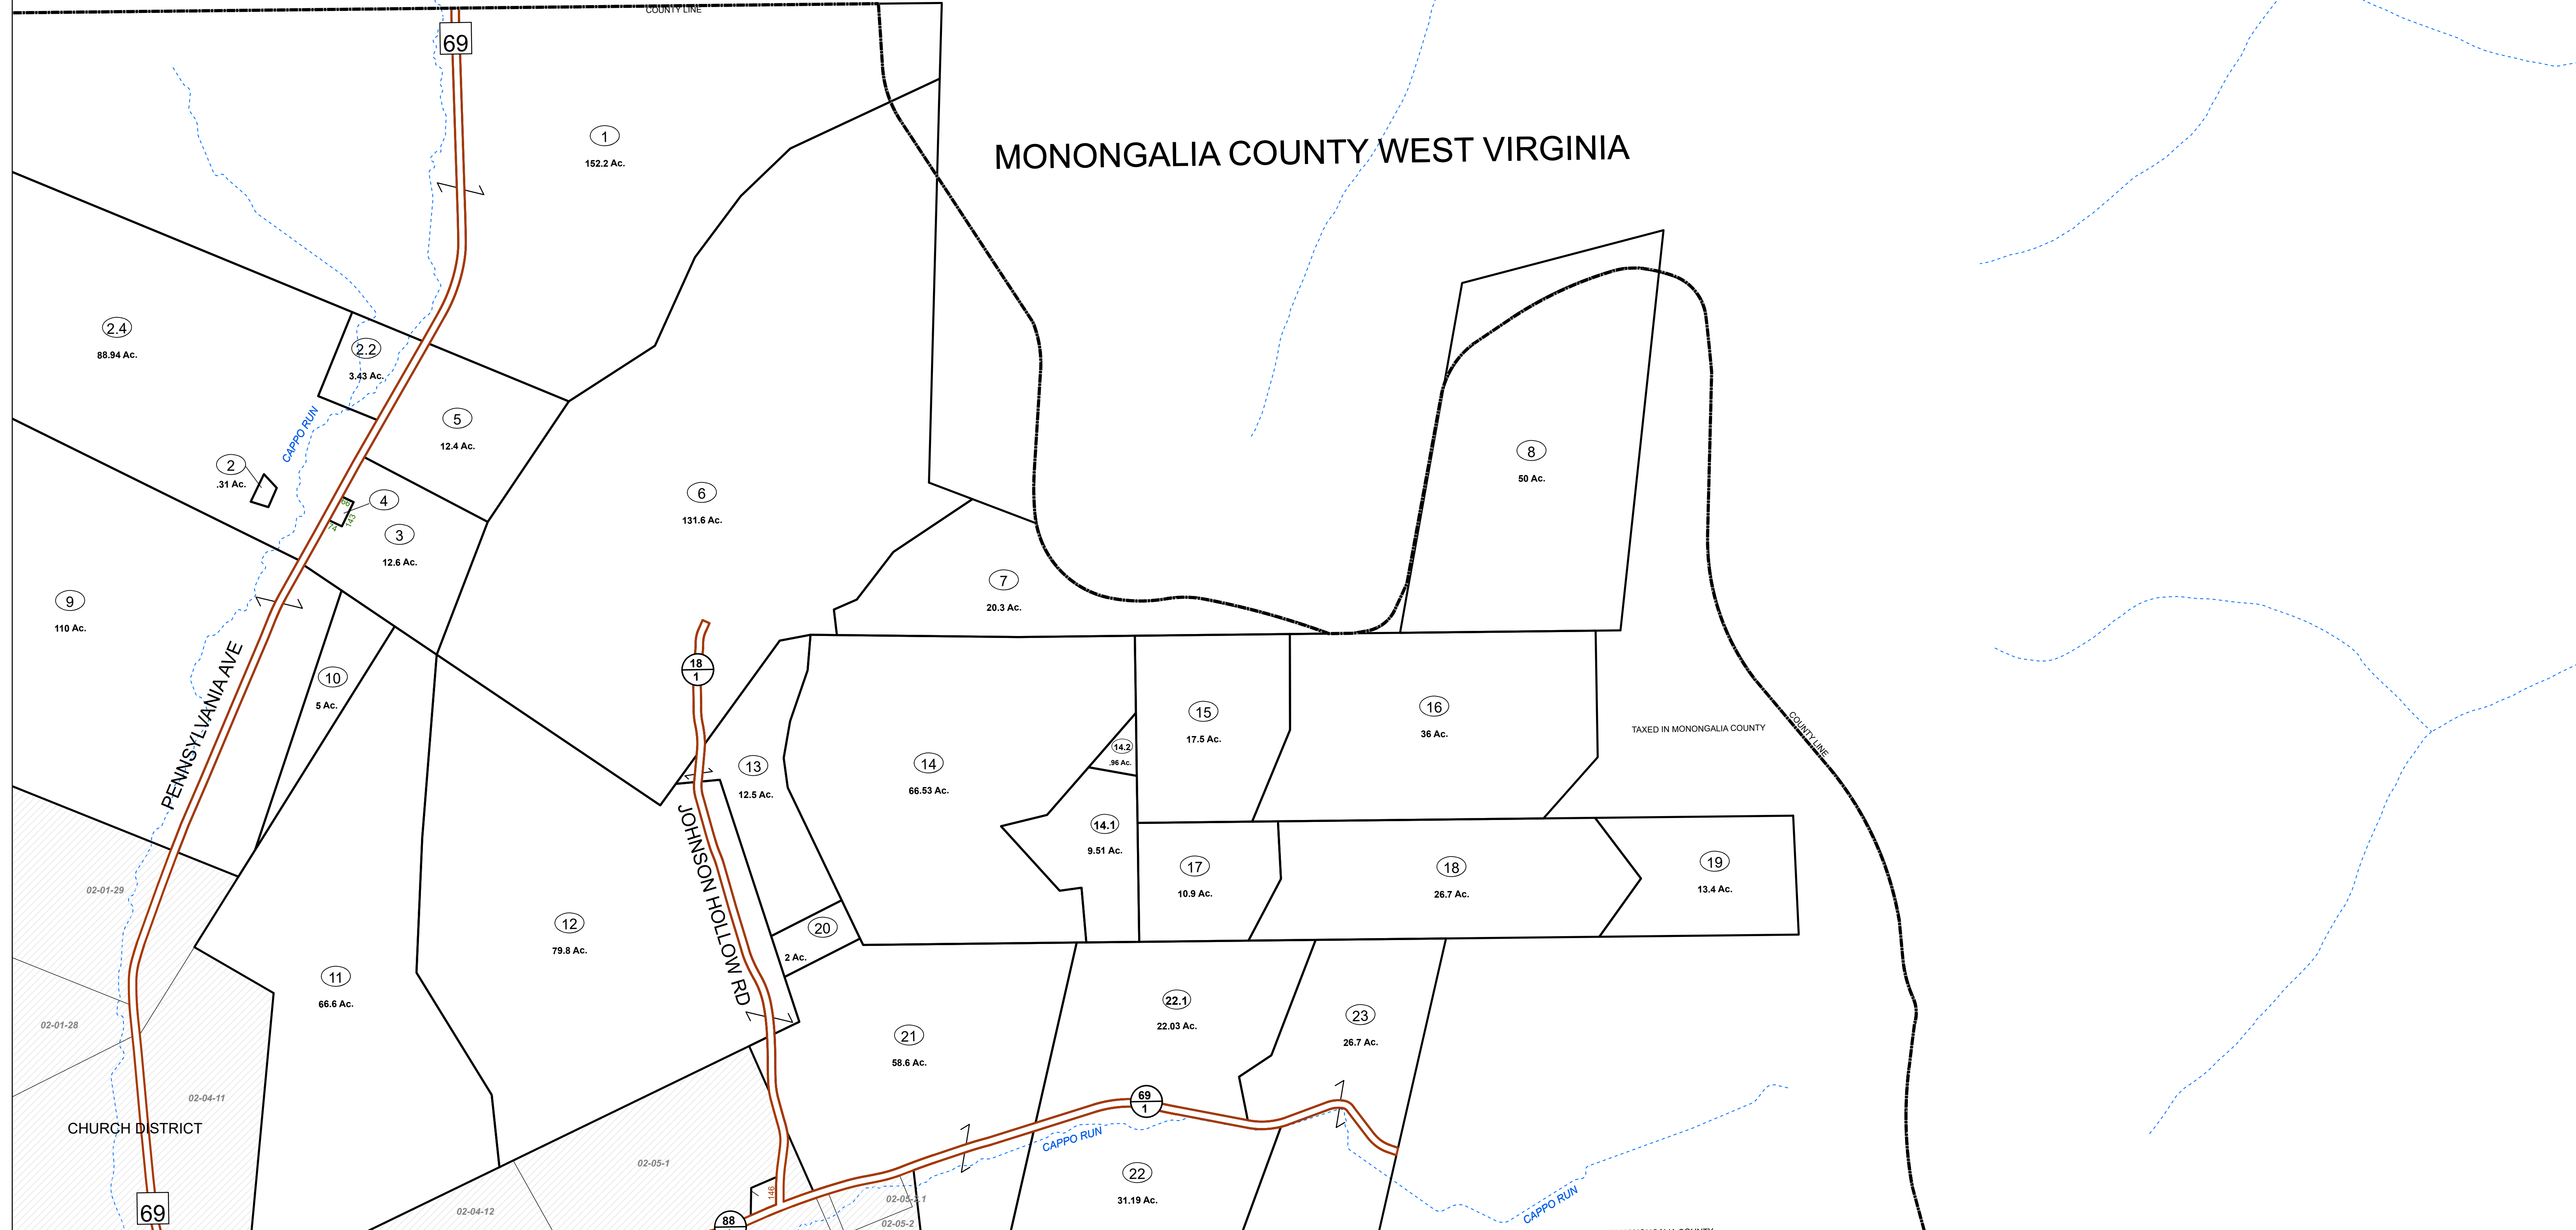 COUNTY LINE
69
1
152.2 Ac.
MONONGALIA COUNTY WEST VIRGINIA
2.4
88.94 Ac.
2.2
3.43 Ac.
5
12.4 Ac.
CAPPO RUN
2
.31 Ac.
4
143
74
3
12.6 Ac.
6
131.6 Ac.
8
50 Ac.
7
20.3 Ac.
9
110 Ac.
10
5 Ac.
PENNSYLVANIA AVE
18
1
13
12.5 Ac.
14
66.53 Ac.
14.2
.96 Ac.
14.1
9.51 Ac.
15
17.5 Ac.
16
36 Ac.
TAXED IN MONONGALIA COUNTY
COUNTY LINE
17
10.9 Ac.
18
26.7 Ac.
19
13.4 Ac.
JOHNSON HOLLOW RD
02-01-29
12
79.8 Ac.
20
2 Ac.
11
66.6 Ac.
02-01-28
21
58.6 Ac.
22.1
22.03 Ac.
23
26.7 Ac.
02-04-11
CHURCH DISTRICT
69
1
CAPPO RUN
02-05-1
22
31.19 Ac.
146
02-05-2.1
02-05-2
02-04-12
69
88
CAPPO RUN